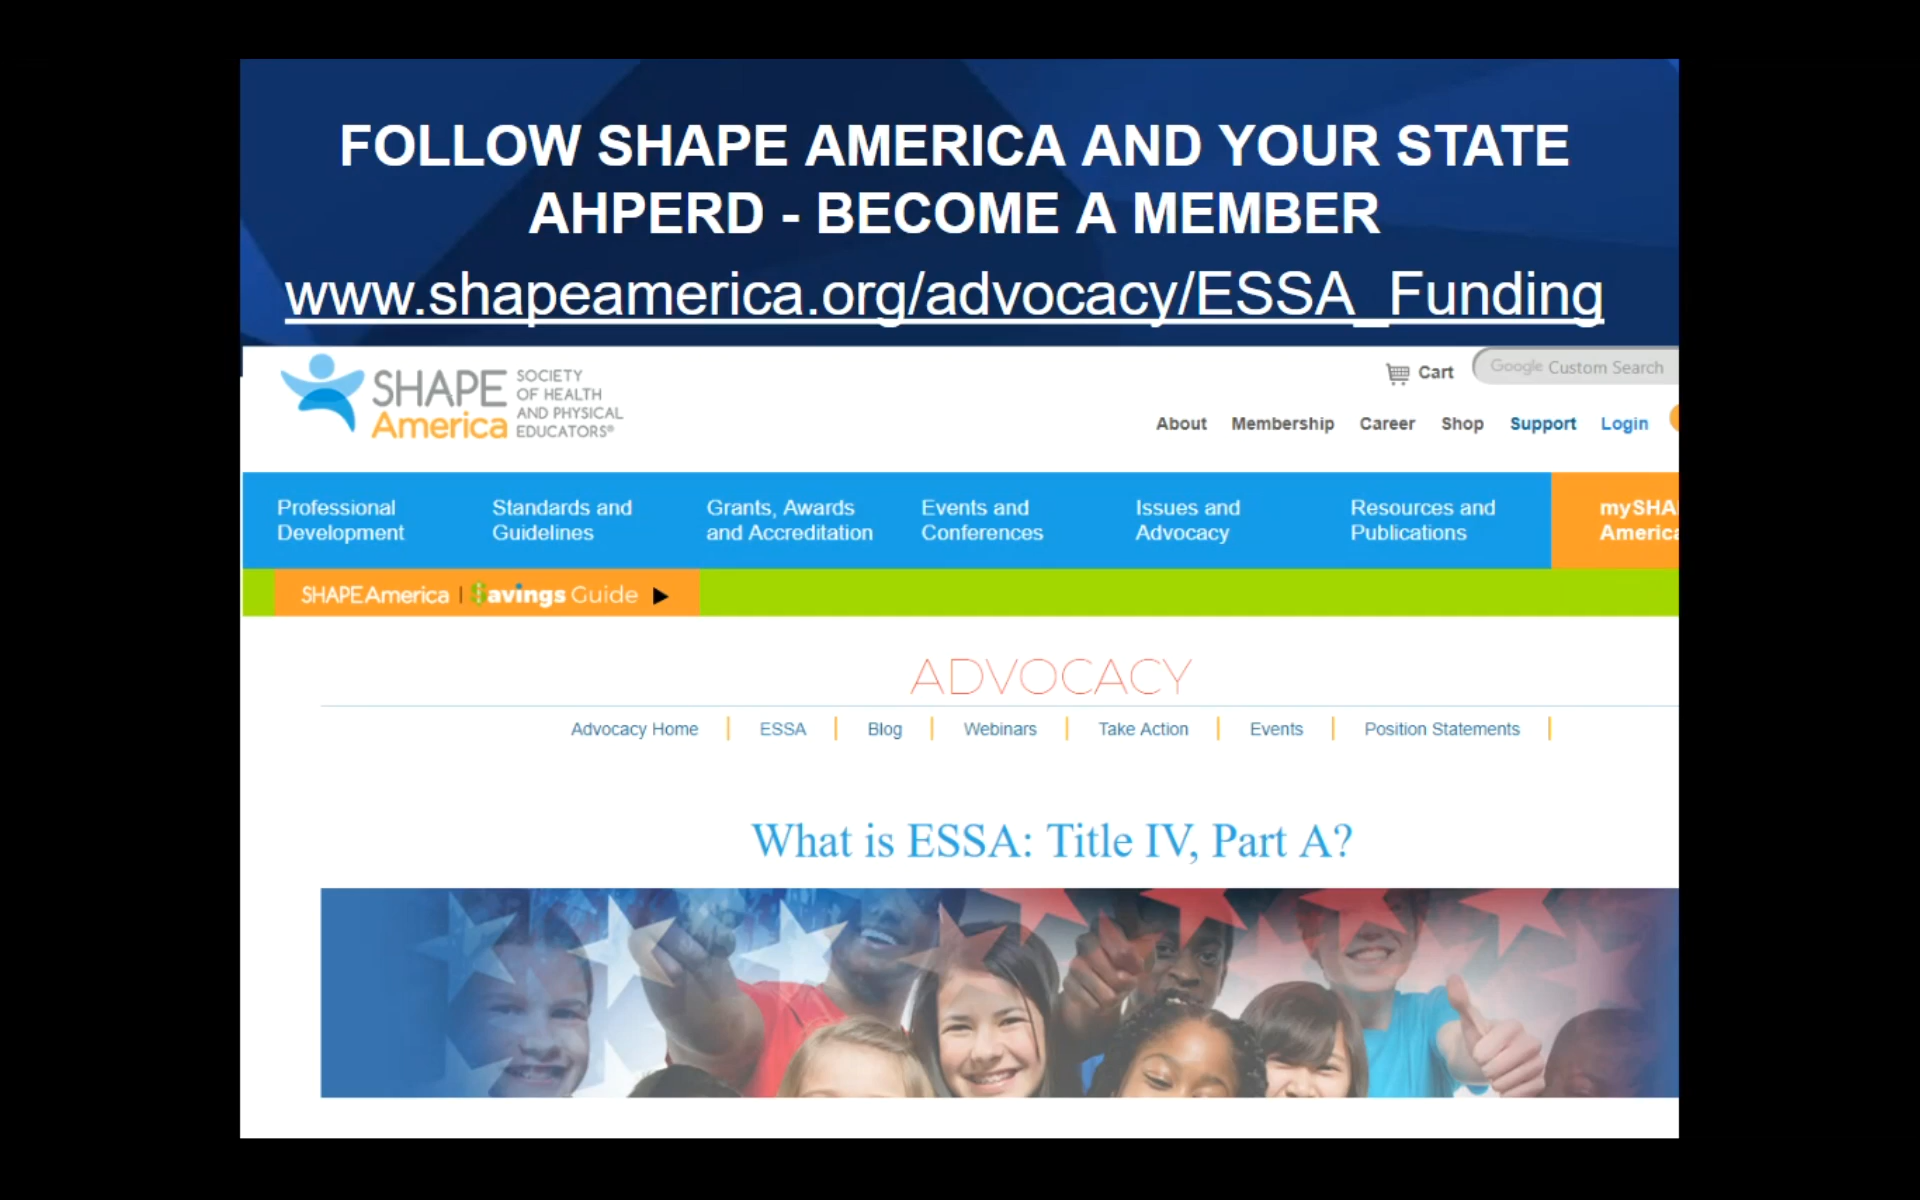 FOLLOW SHAPE AMERICA AND YOUR STATE
AHPERD - BECOME A MEMBER
www.shapeamerica.org/advocacy/ESSA_Funding
SHAPE America
SOCIETY
OF HEALTH
AND PHYSICAL
EDUCATORS®
Cart
Google Custom Search
About Membership Career Shop Support Login
Professional Development
Standards and Guidelines
Grants, Awards and Accreditation
Events and Conferences
Issues and Advocacy
Resources and Publications
mySHA
America
SHAPE America | Savings Guide
ADVOCACY
Advocacy Home | ESSA | Blog | Webinars | Take Action | Events | Position Statements |
What is ESSA: Title IV, Part A?